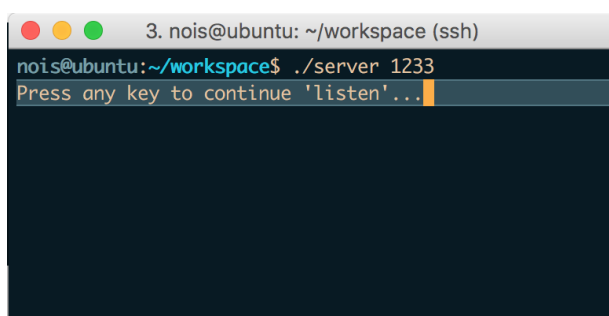 3. nois@ubuntu: ~/workspace (ssh)
nois@ubuntu:~/workspace$ ./server 1233
Press any key to continue 'listen'...